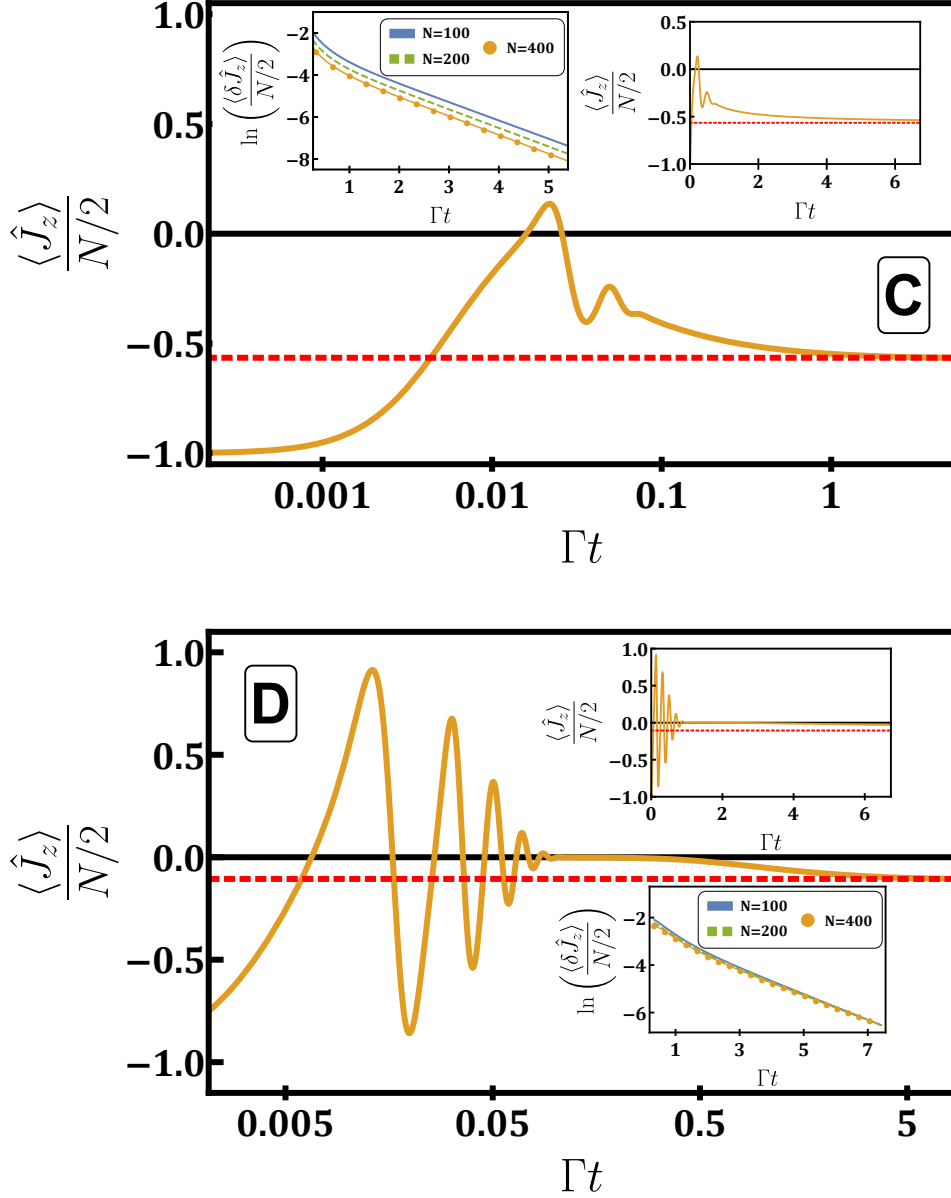 1.0
0.5
0.0
−0.5
−1.0
⟨Ĵz⟩
N/2
ln (⟨δĴz⟩
N/2)
−2
−4
−6
−8
N=100
N=200
N=400
1 2 3 4 5
Γt
⟨Ĵz⟩
N/2
0.5
0.0
−0.5
−1.0
0 2 4 6
Γt
C
0.001 0.01 0.1 1
Γt
1.0
0.5
0.0
−0.5
−1.0
⟨Ĵz⟩
N/2
D
⟨Ĵz⟩
N/2
1.0
0.5
0.0
−0.5
−1.0
0 2 4 6
Γt
ln (⟨δĴz⟩
N/2)
−2
−4
−6
N=100
N=200
N=400
1 3 5 7
Γt
0.005 0.05 0.5 5
Γt